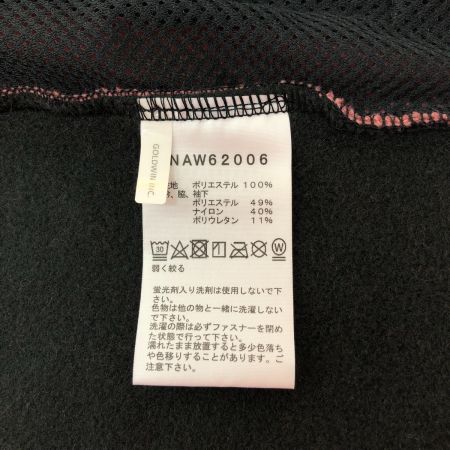 GOLDWIN INC.
NAW62006
地 ポリエステル 100%
、脇、袖下
ポリエステル 49%
ナイロン 40%
ポリウレタン 11%
30
W
弱く絞る
蛍光剤入り洗剤は使用しないで下さい。
色物は他の物と一緒に洗濯しないで下さい。
洗濯の際は必ずファスナーを閉めた状態で行って下さい。
濡れたまま放置すると多少色落ちや色移りすることがあります。ご注意下さい。